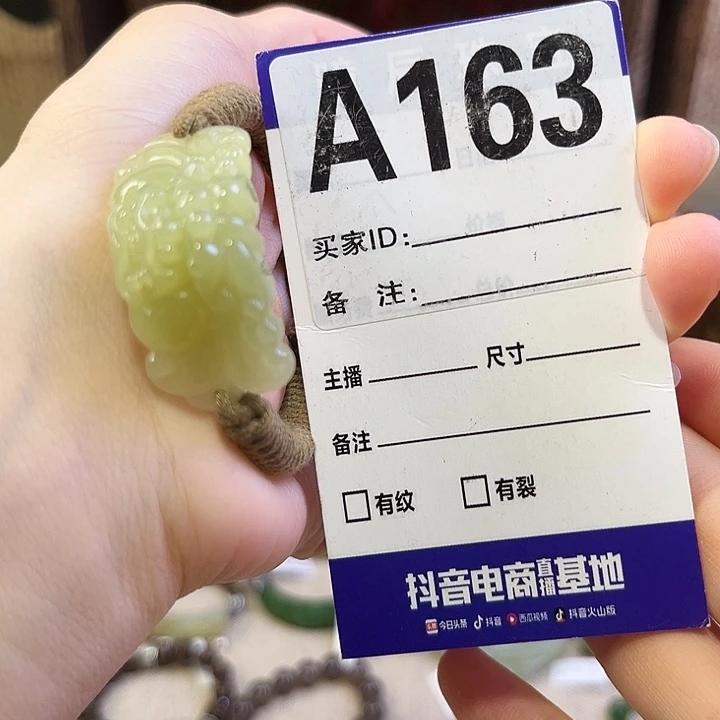 A163
买家ID:
备 注:
主播 尺寸
备注
□有纹 □有裂
抖音电商直播基地
今日头条 抖音 西瓜视频 抖音火山版